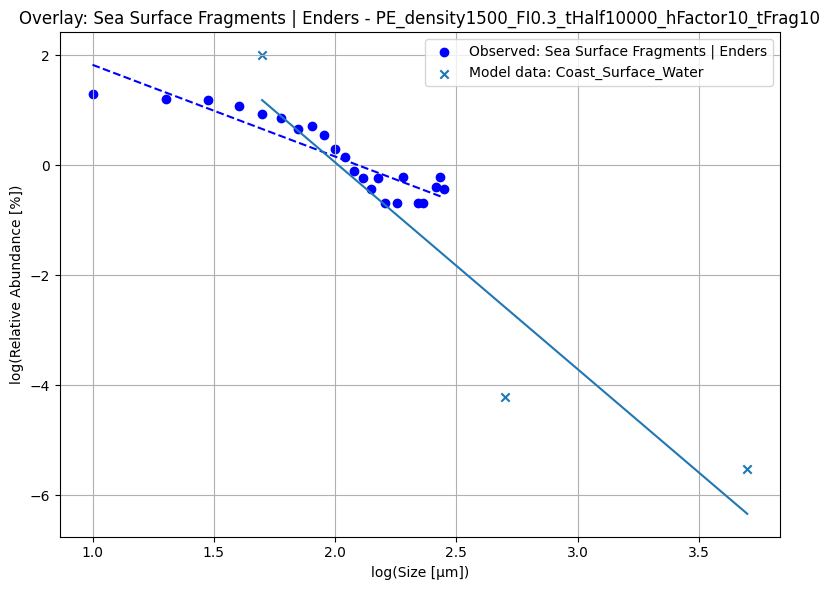 Overlay: Sea Surface Fragments | Enders - PE_density1500_FI0.3_tHalf10000_hFactor10_tFrag10
Observed: Sea Surface Fragments | Enders
Model data: Coast_Surface_Water
log(Relative Abundance [%])
2
0
−2
−4
−6
1.0 1.5 2.0 2.5 3.0 3.5
log(Size [µm])